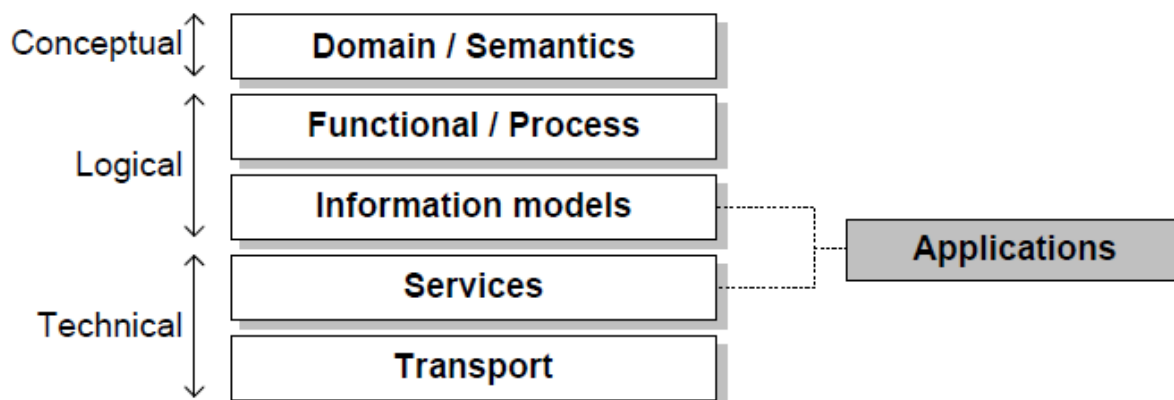 Conceptual
Domain / Semantics
Logical
Functional / Process
Information models
Applications
Technical
Services
Transport